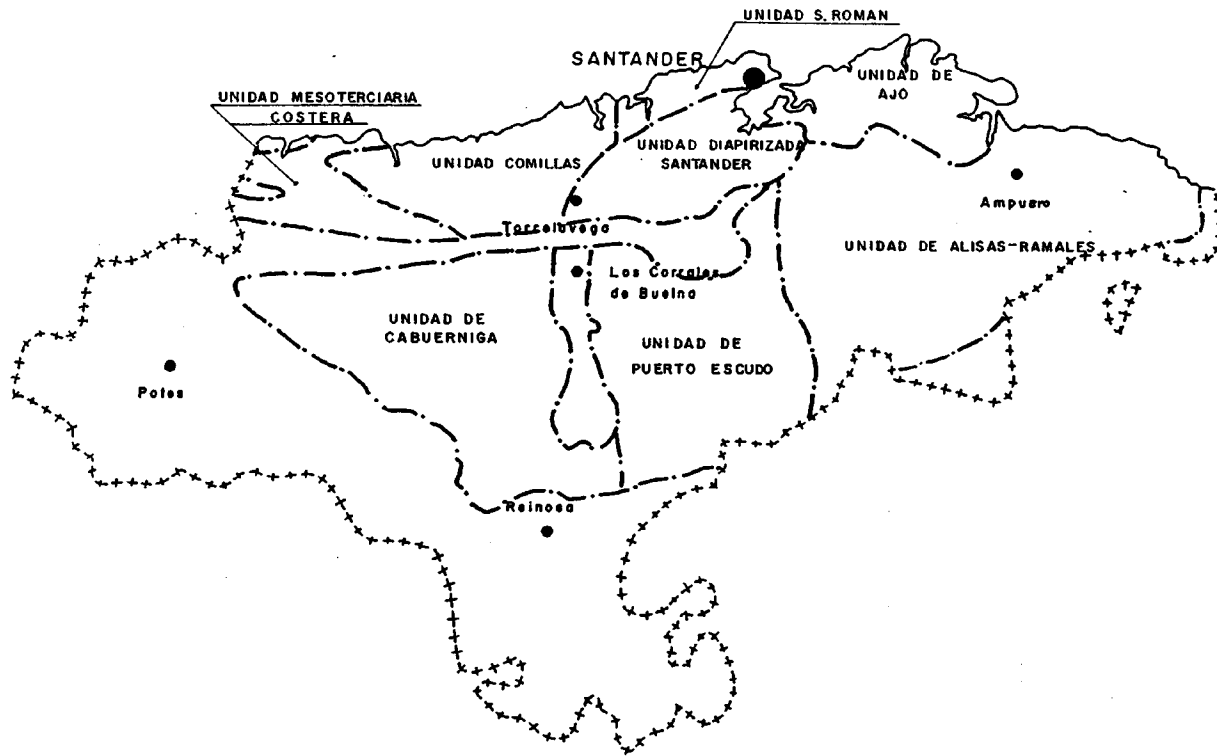 UNIDAD S. ROMAN
SANTANDER
UNIDAD DE
AJO
UNIDAD MESOTERCIARIA
COSTERA
UNIDAD COMILLAS
UNIDAD DIAPIRIZADA
SANTANDER
Ampuero
Torrelavega
UNIDAD DE ALISAS-RAMALES
Los Corrales
de Buelna
UNIDAD DE
CABUERNIGA
UNIDAD DE
PUERTO ESCUDO
Potes
Reinosa